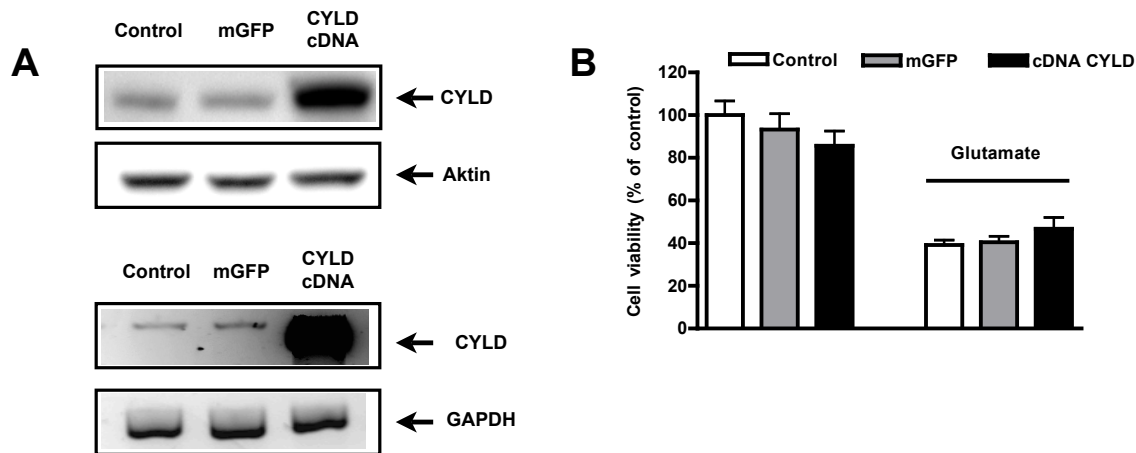 A
Control mGFP CYLD cDNA
CYLD
Aktin
Control mGFP CYLD cDNA
CYLD
GAPDH
B
Control mGFP cDNA CYLD
Cell viability (% of control)
120
100
80
60
40
20
0
Glutamate